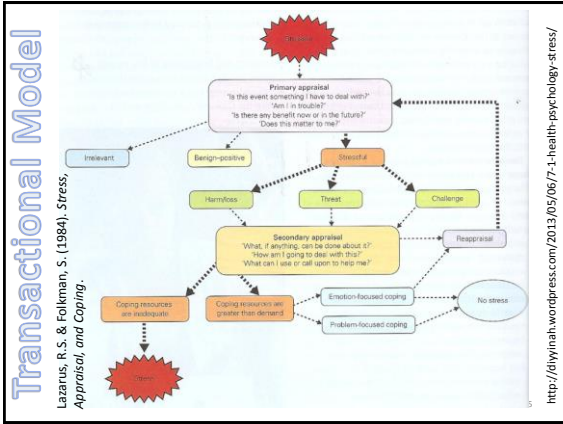 Transactional Model
Lazarus, R.S. & Folkman, S. (1984). Stress,
Appraisal, and Coping.
Primary appraisal
'Is this event something I have to deal with?'
'Am I in trouble?'
'Is there any benefit now or in the future?'
'Does this matter to me?'
Irrelevant
Benign-positive
Stressful
Harm/loss
Threat
Challenge
Secondary appraisal
'What, if anything, can be done about it?'
'How am I going to deal with this?'
'What can I use or call upon to help me?'
Reappraisal
Coping resources
are inadequate
Coping resources are
greater than demand
Emotion-focused coping
Problem-focused coping
No stress
Stress
5
http://divyinah.wordpress.com/2013/05/06/7-1-health-psychology-stress/